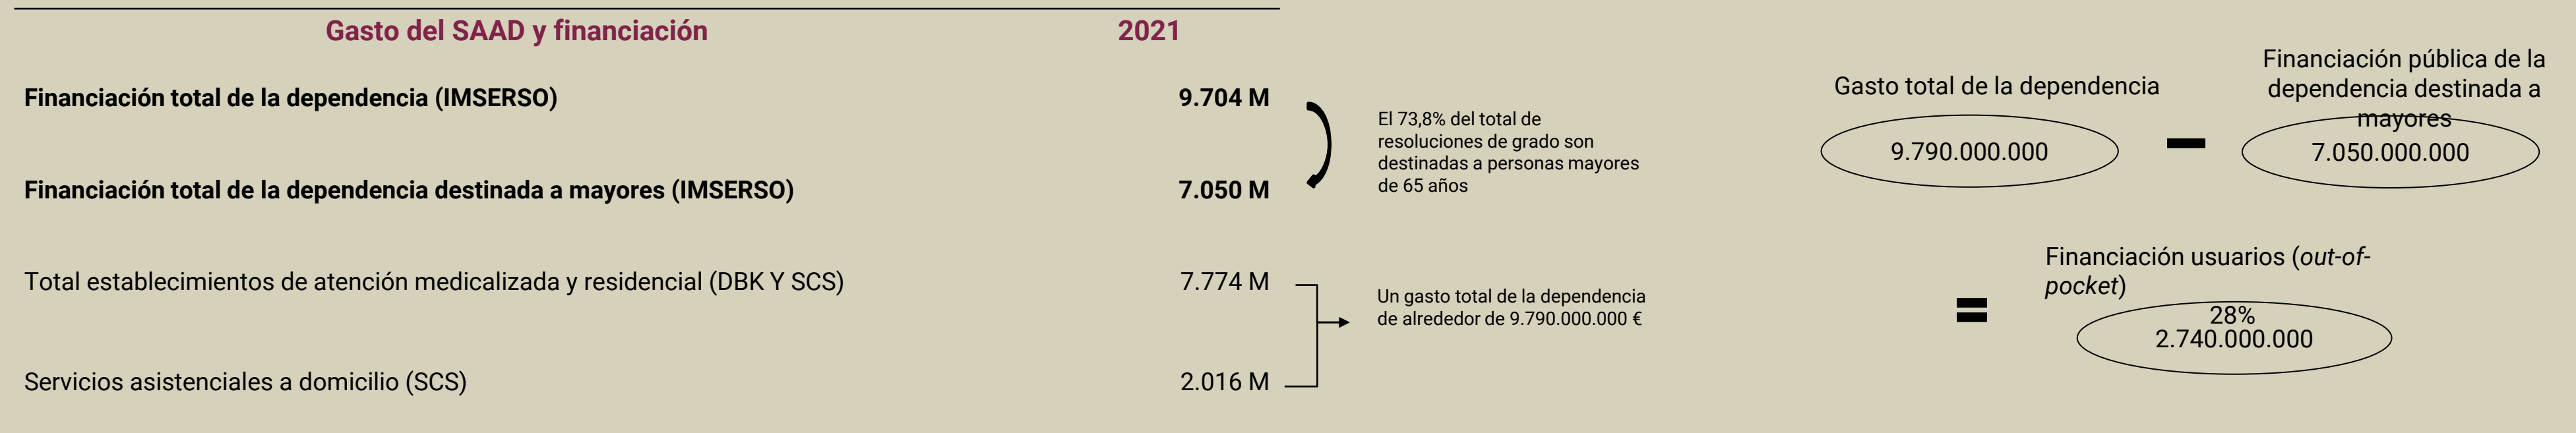 Gasto del SAAD y financiación 2021
Financiación total de la dependencia (IMSERSO) 9.704 M
Financiación total de la dependencia destinada a mayores (IMSERSO) 7.050 M
Total establecimientos de atención medicalizada y residencial (DBK Y SCS) 7.774 M
Servicios asistenciales a domicilio (SCS) 2.016 M
El 73,8% del total de
resoluciones de grado son
destinadas a personas mayores
de 65 años
Un gasto total de la dependencia
de alrededor de 9.790.000.000 €
Gasto total de la dependencia
9.790.000.000
−
Financiación pública de la
dependencia destinada a
mayores
7.050.000.000
=
Financiación usuarios (out-of-
pocket)
28%
2.740.000.000